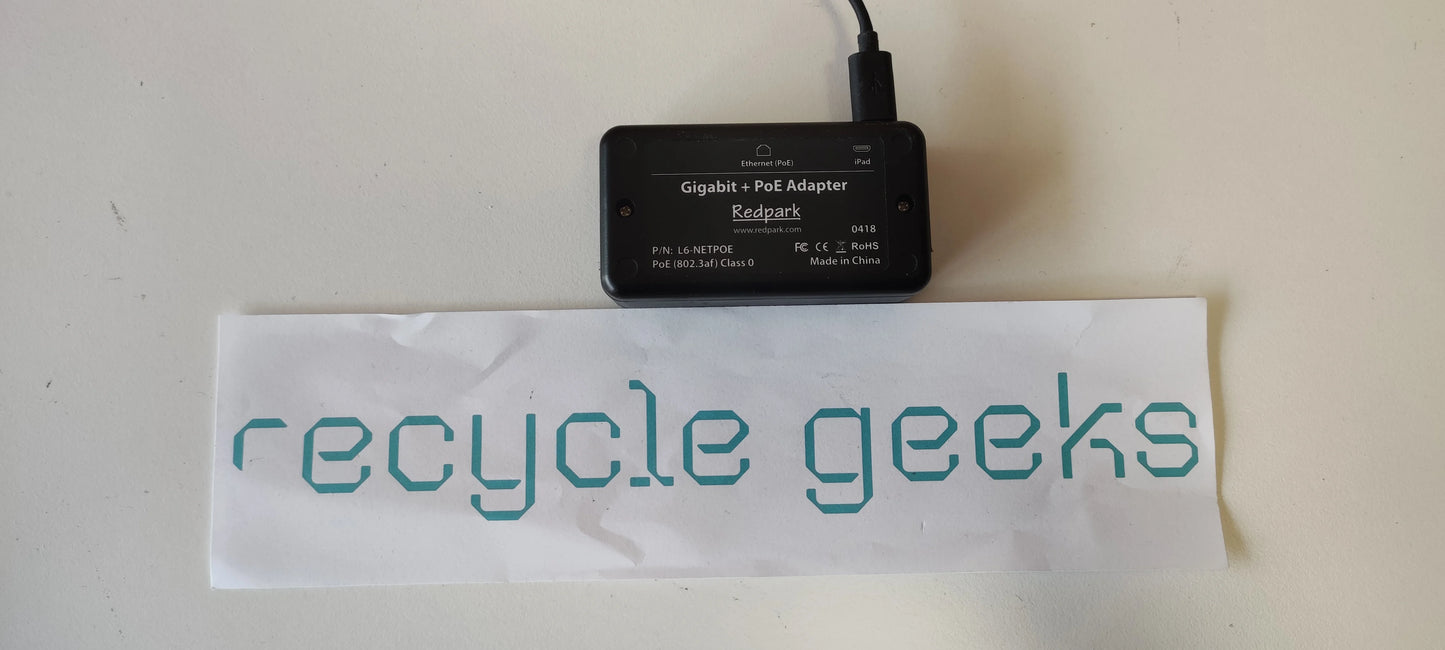 Ethernet (PoE)
iPad
Gigabit + PoE Adapter
Redpark
www.redpark.com
0418
P/N: L6-NETPOE
FC CE RoHS
PoE (802.3af) Class 0
Made in China
recycle geeks